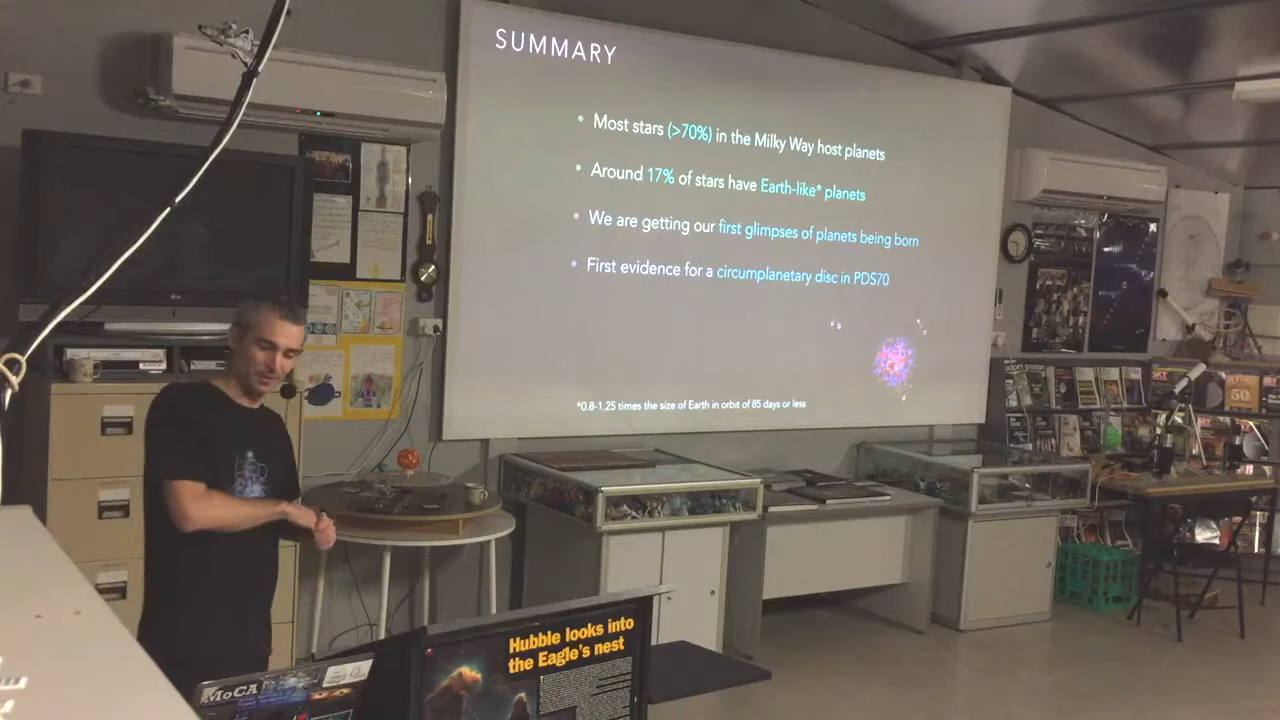 SUMMARY
• Most stars (>70%) in the Milky Way host planets
• Around 17% of stars have Earth-like* planets
• We are getting our first glimpses of planets being born
• First evidence for a circumplanetary disc in PDS70
*0.8-1.25 times the size of Earth in orbit of 85 days or less
Hubble looks into
the Eagle's nest
MoCA
LG
50